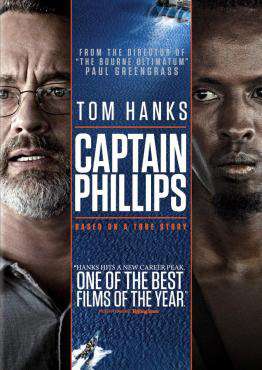 FROM THE DIRECTOR OF
"THE BOURNE ULTIMATUM"
PAUL GREENGRASS
TOM HANKS
CAPTAIN
PHILLIPS
BASED ON A TRUE STORY
"HANKS HITS A NEW CAREER PEAK.
ONE OF THE BEST
FILMS OF THE YEAR."
RollingStone